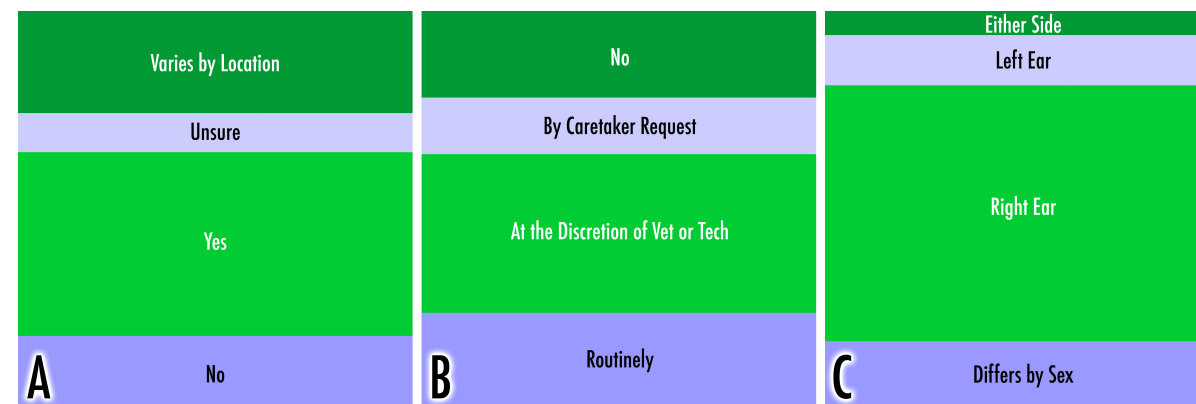 Varies by Location
Unsure
Yes
No
A
No
By Caretaker Request
At the Discretion of Vet or Tech
Routinely
B
Either Side
Left Ear
Right Ear
Differs by Sex
C